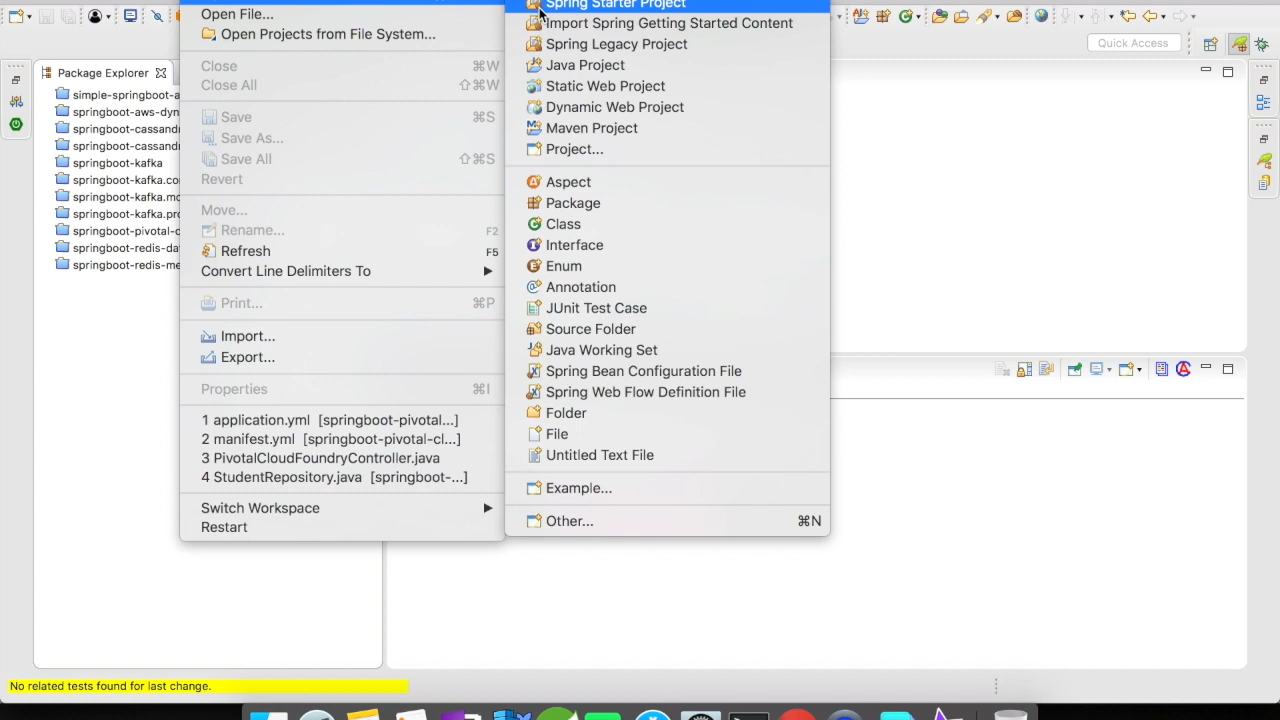 Spring Starter Project
Open File...
Import Spring Getting Started Content
Open Projects from File System...
Spring Legacy Project
Quick Access
Close ⌘W
Java Project
Package Explorer
Close All ⇧⌘W
Static Web Project
simple-springboot-a
springboot-aws-dyn
Save ⌘S
Dynamic Web Project
springboot-cassandr
Save As...
Maven Project
springboot-cassandr
Save All ⇧⌘S
Project...
springboot-kafka
springboot-kafka.co
Revert
Aspect
springboot-kafka.mo
Move...
Package
springboot-kafka.pro
Rename... F2
Class
springboot-pivotal-c
Refresh F5
Interface
springboot-redis-da
Convert Line Delimiters To
Enum
springboot-redis-me
Print... ⌘P
Annotation
JUnit Test Case
Import...
Source Folder
Export...
Java Working Set
Properties ⌘I
Spring Bean Configuration File
Spring Web Flow Definition File
1 application.yml [springboot-pivotal...]
Folder
2 manifest.yml [springboot-pivotal-cl...]
File
3 PivotalCloudFoundryController.java
Untitled Text File
4 StudentRepository.java [springboot-...]
Example...
Switch Workspace
Other... ⌘N
Restart
No related tests found for last change.